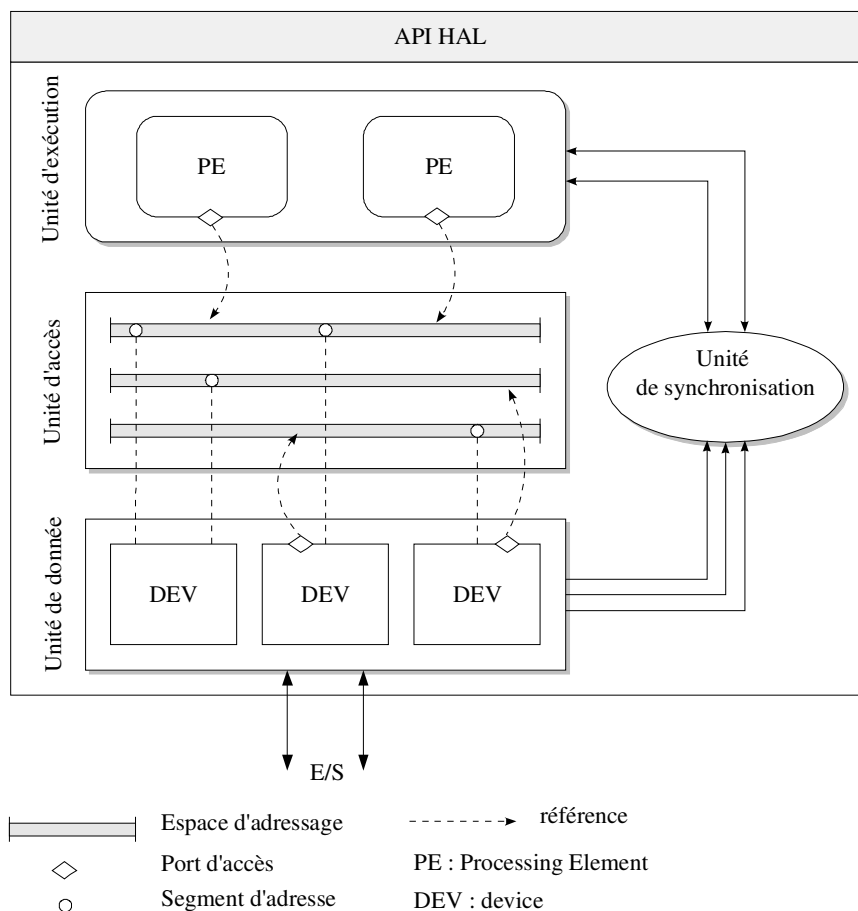 API HAL
Unité d'exécution
PE
PE
Unité d'accès
Unité
de synchronisation
Unité de donnée
DEV
DEV
DEV
E/S
Espace d'adressage
référence
Port d'accès
PE : Processing Element
Segment d'adresse
DEV : device